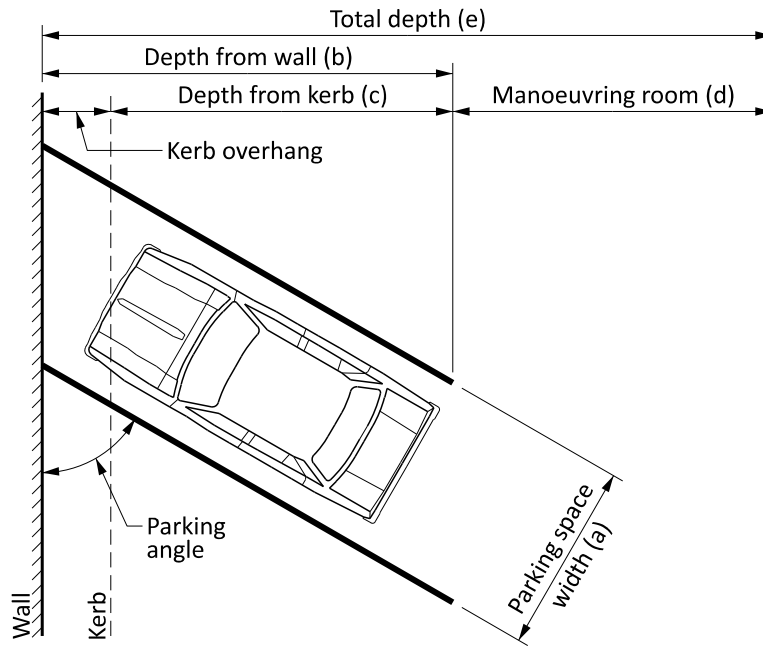 Total depth (e)
Depth from wall (b)
Depth from kerb (c)
Manoeuvring room (d)
Kerb overhang
Parking
angle
Parking space
width (a)
Wall
Kerb